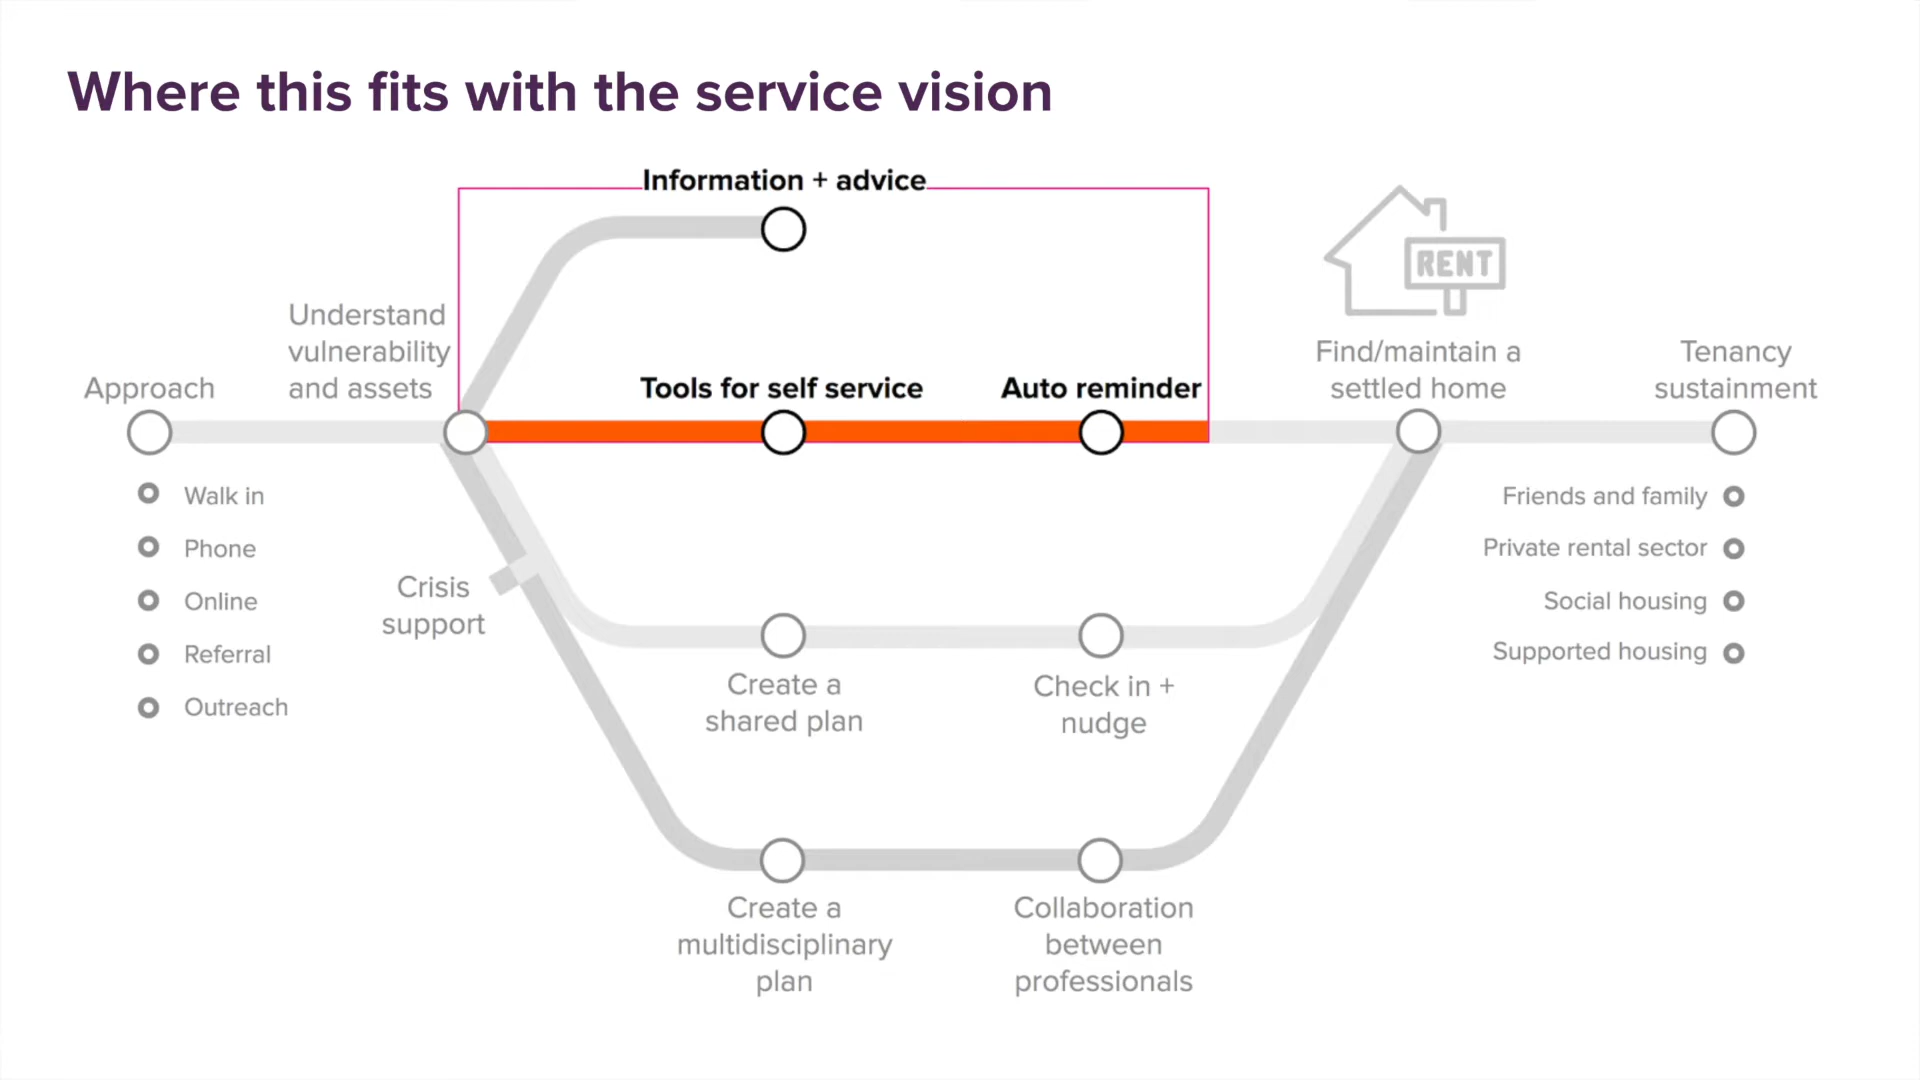 Where this fits with the service vision
Information + advice
RENT
Understand
vulnerability
and assets
Approach
Tools for self service
Auto reminder
Find/maintain a
settled home
Tenancy
sustainment
Walk in
Phone
Online
Referral
Outreach
Crisis
support
Friends and family
Private rental sector
Social housing
Supported housing
Create a
shared plan
Check in +
nudge
Create a
multidisciplinary
plan
Collaboration
between
professionals